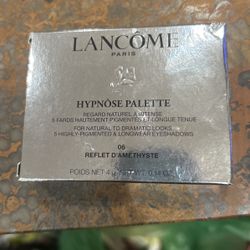 LANCÔME
PARIS
HYPNÔSE PALETTE
REGARD NATUREL À INTENSE
5 FARDS HAUTEMENT PIGMENTÉS ET LONGUE TENUE
FOR NATURAL TO DRAMATIC LOOKS
5 HIGHLY-PIGMENTED & LONGWEAR EYESHADOWS
06
REFLET D'AMÉTHYSTE
POIDS NET 4 g